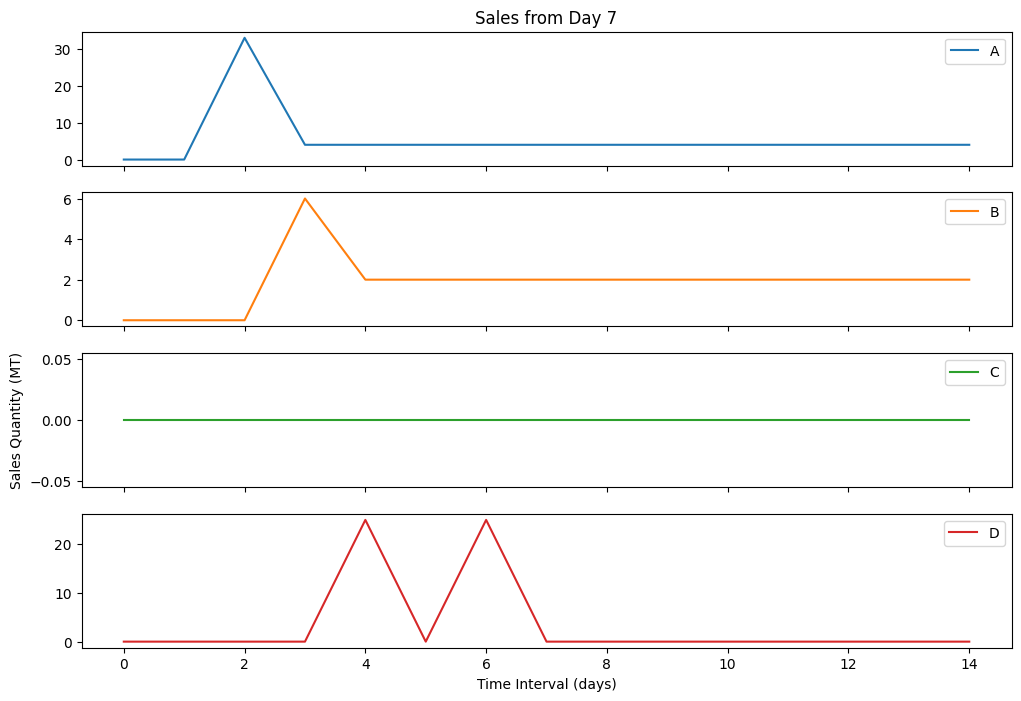 Sales from Day 7
30
20
10
0
A
6
4
2
0
B
Sales Quantity (MT)
0.05
0.00
−0.05
C
20
10
0
D
0 2 4 6 8 10 12 14
Time Interval (days)